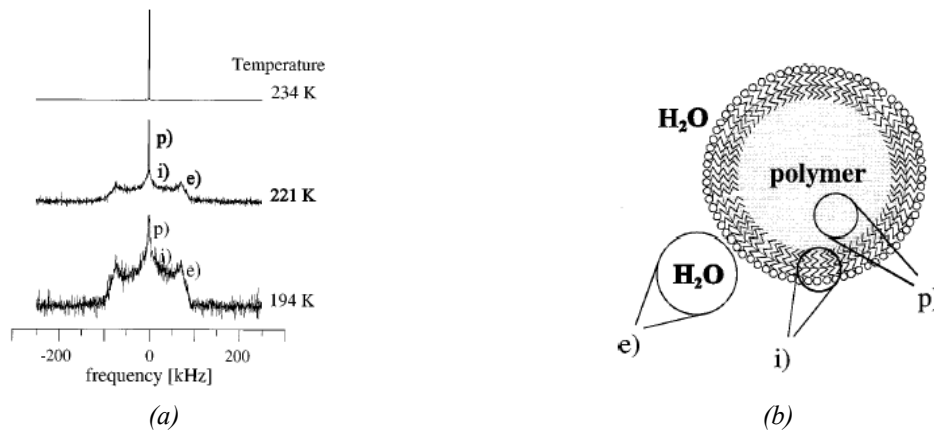 Temperature
234 K
p)
i)
e)
221 K
p)
i)
e)
194 K
-200 0 200
frequency [kHz]
(a)
H₂O
polymer
H₂O
p)
e)
i)
(b)